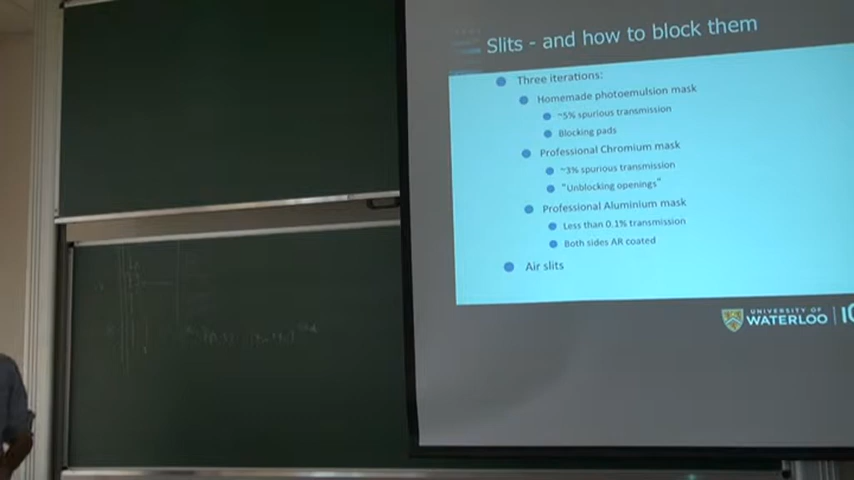 Slits - and how to block them
Three iterations:
Homemade photoemulsion mask
~5% spurious transmission
Blocking pads
Professional Chromium mask
~3% spurious transmission
"Unblocking openings"
Professional Aluminium mask
Less than 0.1% transmission
Both sides AR coated
Air slits
UNIVERSITY OF
WATERLOO